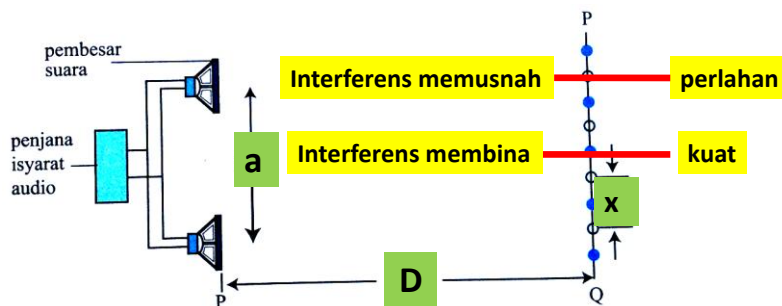 pembesar
suara
P
Interferens memusnah
perlahan
penjana
isyarat
audio
a
Interferens membina
kuat
x
D
P
Q